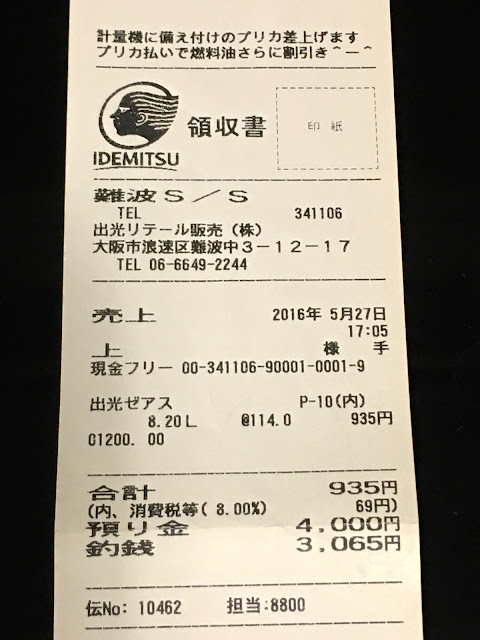 計量機に備え付けのプリカ差上げます
プリカ払いで燃料油さらに割引き＾－＾
IDEMITSU
領収書
印 紙
難波Ｓ／Ｓ
TEL 341106
出光リテール販売（株）
大阪市浪速区難波中３－１２－１７
TEL 06-6649-2244
売上 2016年 5月27日
17:05
上 様 手
現金フリー 00-341106-90001-0001-9
出光ゼアス P-10(内)
8.20Ｌ @114.0 935円
01200. 00
合計 935円
(内、消費税等( 8.00%) 69円)
預り金 4,000円
釣銭 3,065円
伝No: 10462 担当:8800